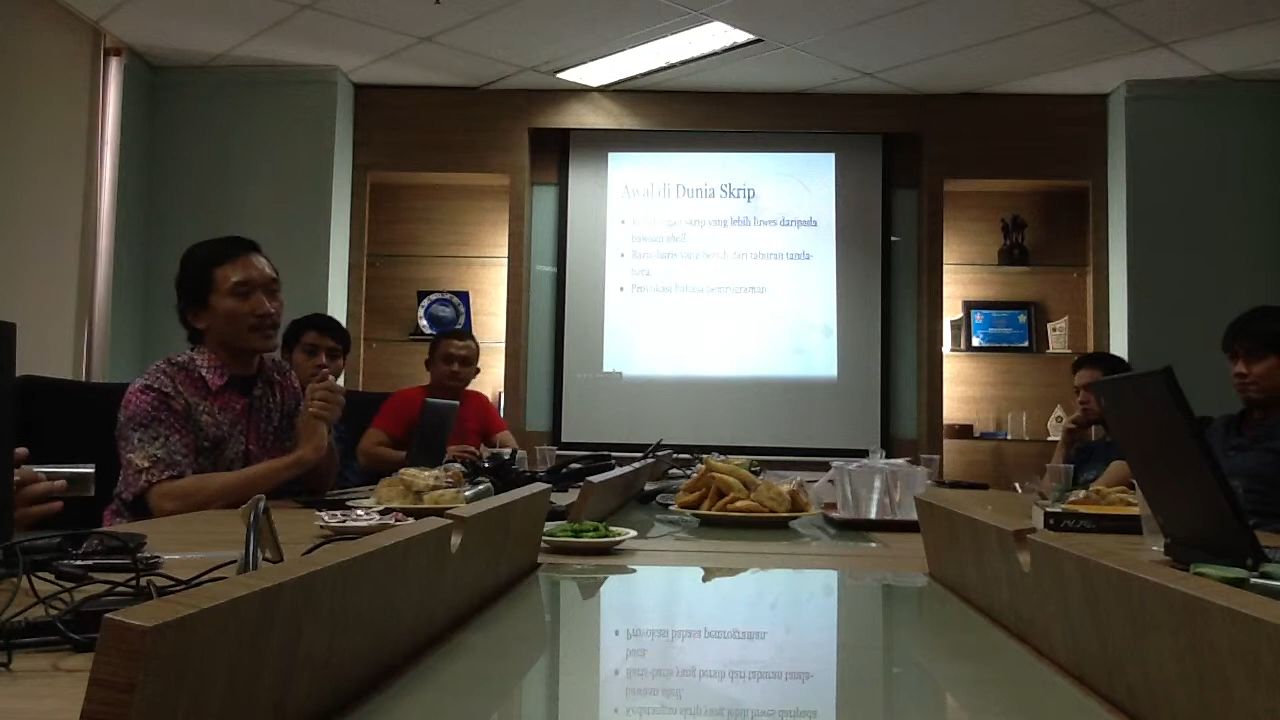 Awal di Dunia Skrip
• Kedatangan skrip yang lebih luwes daripada
bawaan shell.
• Baris-baris yang bersih dari taburan tanda-
baca.
• Provokasi bahasa pemrograman.